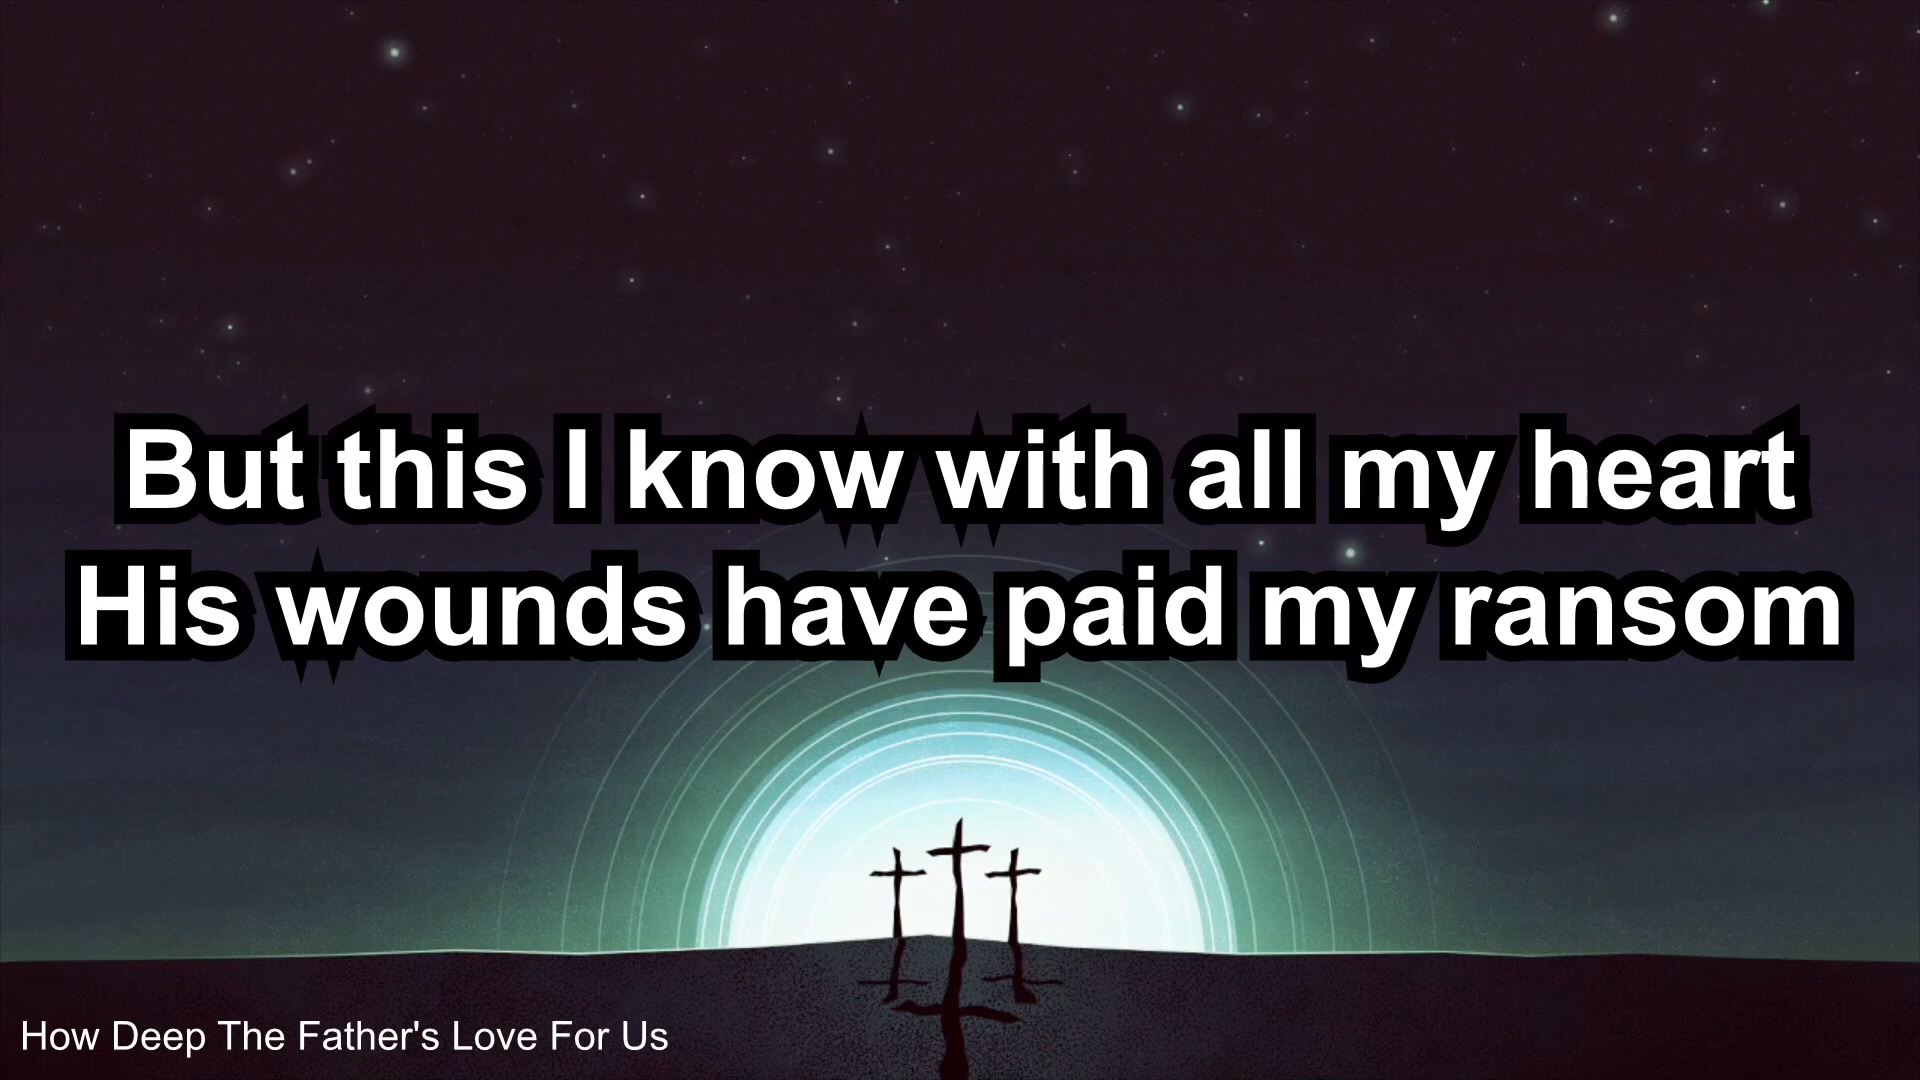 But this I know with all my heart
His wounds have paid my ransom
How Deep The Father's Love For Us